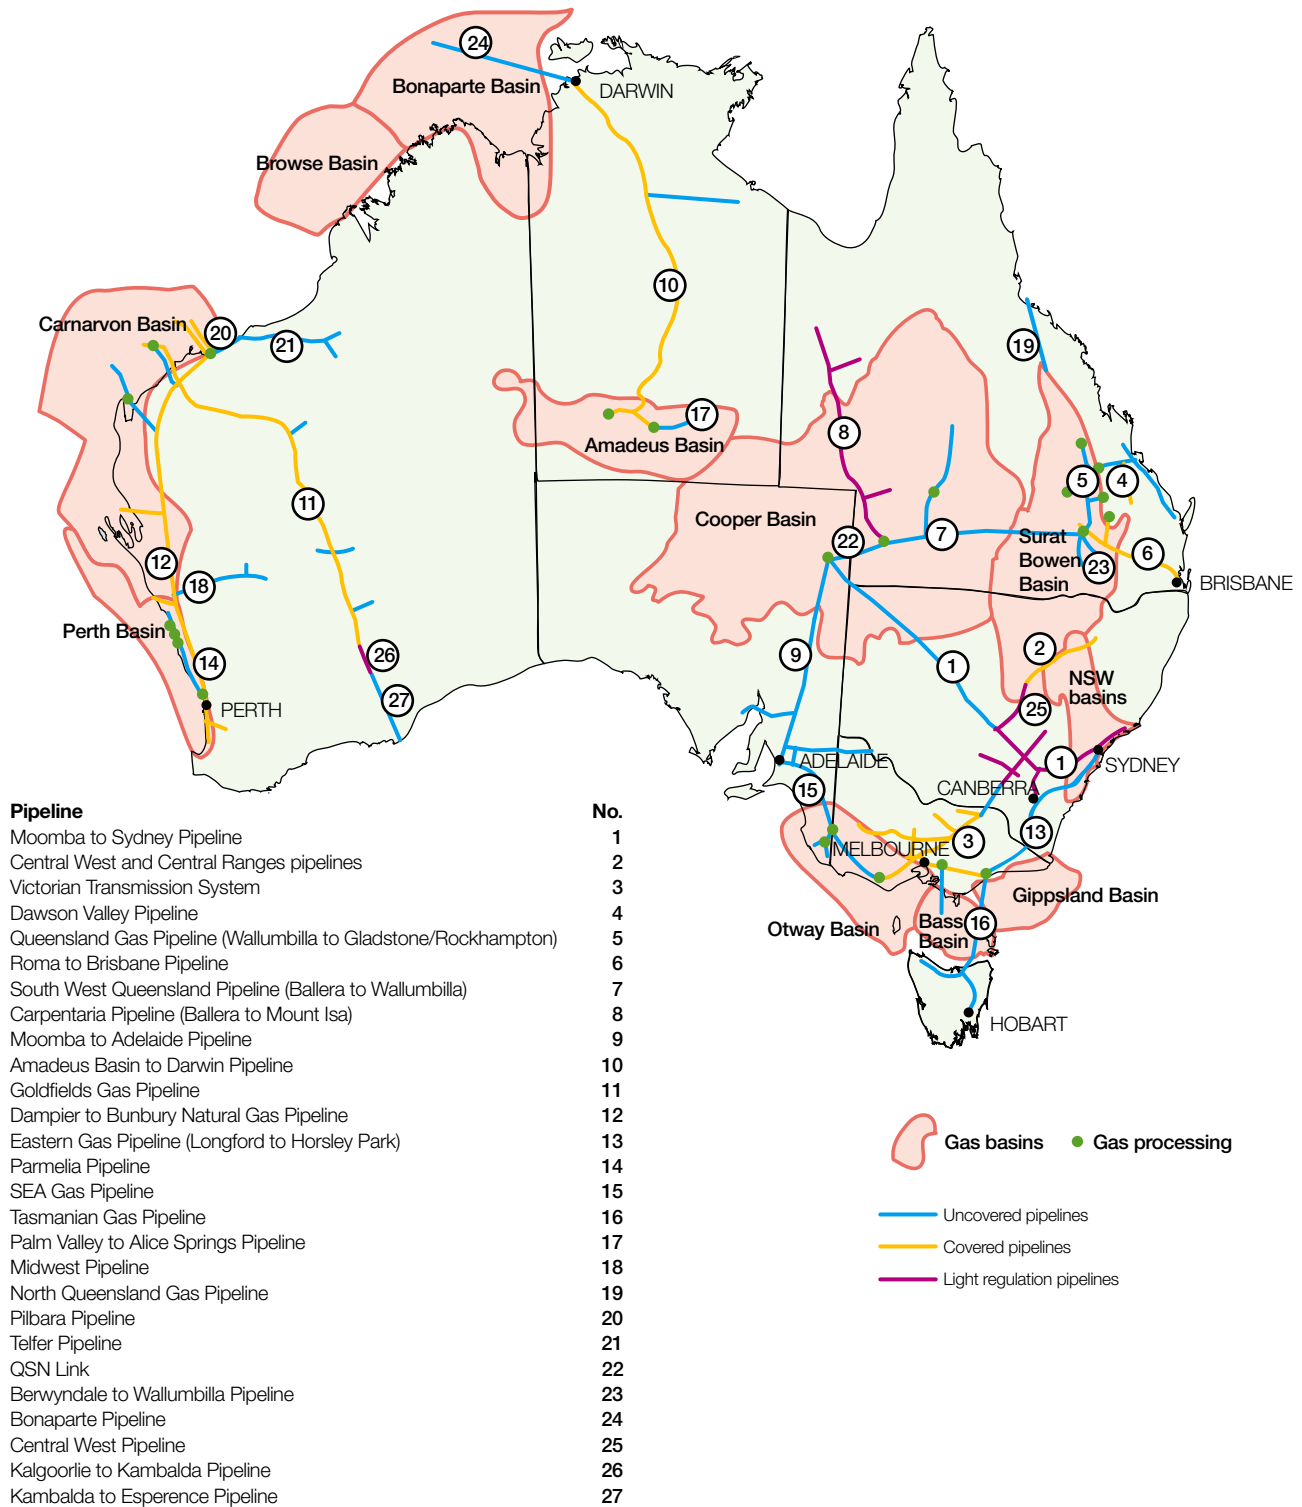 24
Bonaparte Basin
DARWIN
Browse Basin
10
Carnarvon Basin
20
21
19
17
Amadeus Basin
8
11
5
4
Cooper Basin
22
7
Surat
Bowen
Basin
23
6
BRISBANE
12
18
Perth Basin
14
26
9
1
2
NSW
basins
27
25
PERTH
ADELAIDE
1
SYDNEY
CANBERRA
15
13
MELBOURNE
3
Gippsland Basin
Otway Basin
Bass
Basin
16
HOBART
Pipeline No.
Moomba to Sydney Pipeline 1
Central West and Central Ranges pipelines 2
Victorian Transmission System 3
Dawson Valley Pipeline 4
Queensland Gas Pipeline (Wallumbilla to Gladstone/Rockhampton) 5
Roma to Brisbane Pipeline 6
South West Queensland Pipeline (Ballera to Wallumbilla) 7
Carpentaria Pipeline (Ballera to Mount Isa) 8
Moomba to Adelaide Pipeline 9
Amadeus Basin to Darwin Pipeline 10
Goldfields Gas Pipeline 11
Dampier to Bunbury Natural Gas Pipeline 12
Eastern Gas Pipeline (Longford to Horsley Park) 13
Parmelia Pipeline 14
SEA Gas Pipeline 15
Tasmanian Gas Pipeline 16
Palm Valley to Alice Springs Pipeline 17
Midwest Pipeline 18
North Queensland Gas Pipeline 19
Pilbara Pipeline 20
Telfer Pipeline 21
QSN Link 22
Berwyndale to Wallumbilla Pipeline 23
Bonaparte Pipeline 24
Central West Pipeline 25
Kalgoorlie to Kambalda Pipeline 26
Kambalda to Esperence Pipeline 27
Gas basins
Gas processing
Uncovered pipelines
Covered pipelines
Light regulation pipelines